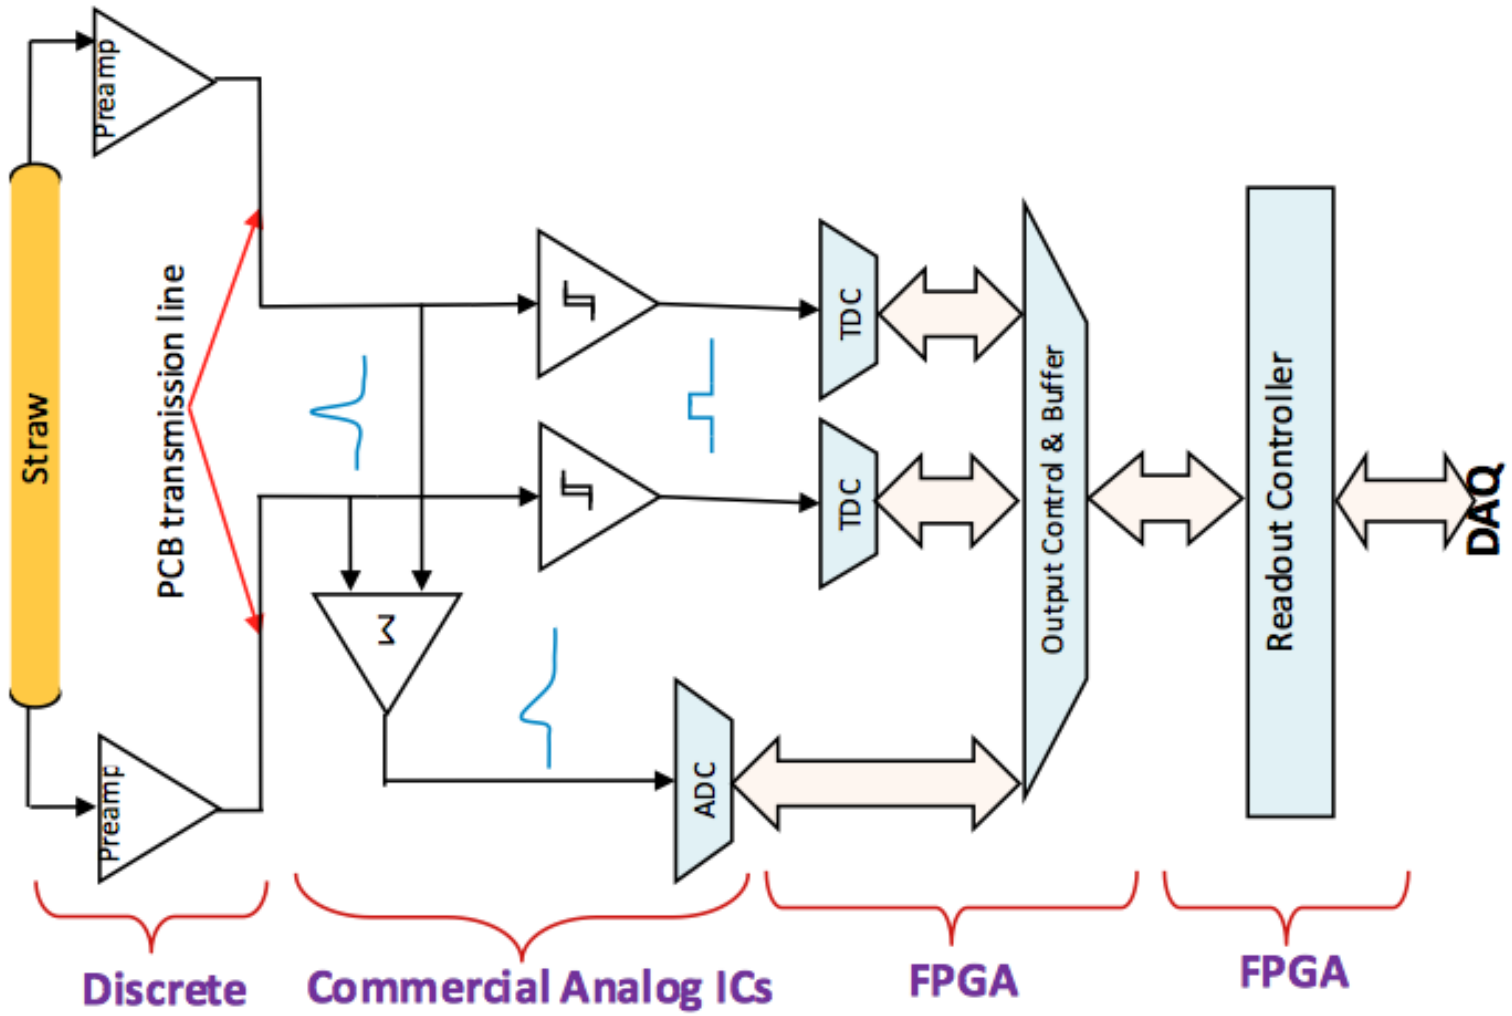 Preamp
Straw
PCB transmission line
Preamp
Σ
TDC
TDC
ADC
Output Control & Buffer
Readout Controller
DAQ
Discrete
Commercial Analog ICs
FPGA
FPGA